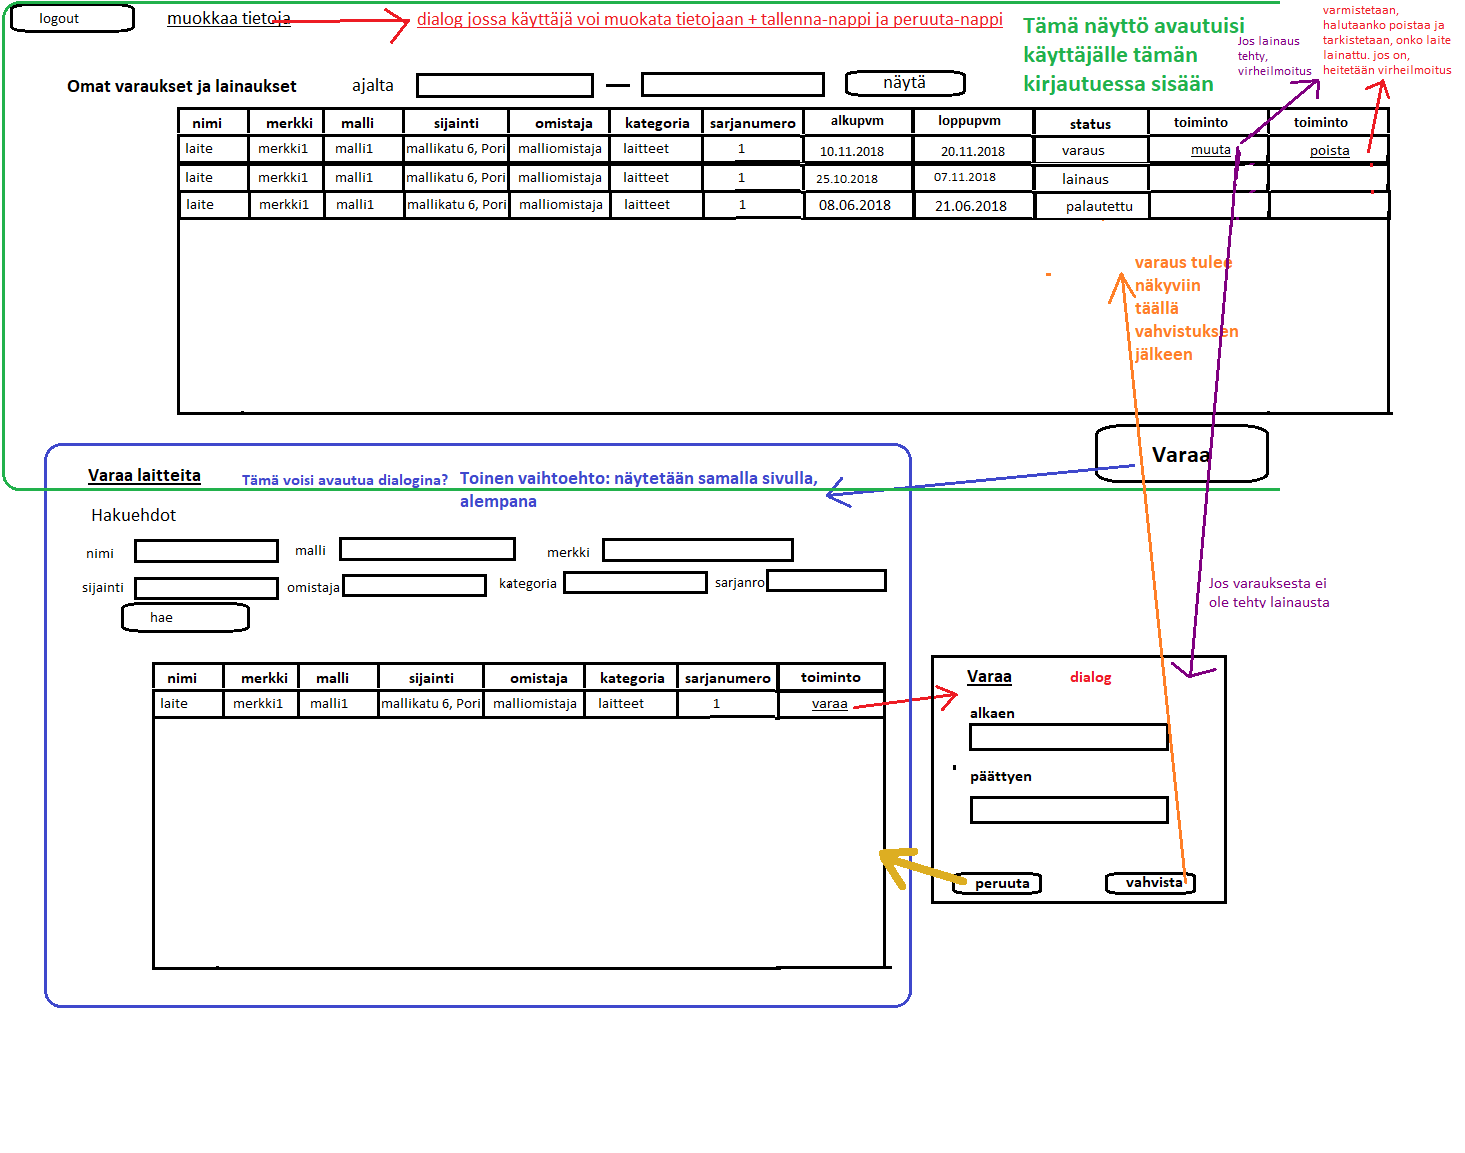 logout
muokkaa tietoja
dialog jossa käyttäjä voi muokata tietojaan + tallenna-nappi ja peruuta-nappi
Tämä näyttö avautuisi
käyttäjälle tämän
kirjautuessa sisään
Jos lainaus
tehty,
virheilmoitus
varmistetaan,
halutaanko poistaa ja
tarkistetaan, onko laite
lainattu. jos on,
heitetään virheilmoitus
Omat varaukset ja lainaukset
ajalta
näytä
nimi merkki malli sijainti omistaja kategoria sarjanumero alkupvm loppupvm status toiminto toiminto
laite merkki1 malli1 mallikatu 6, Pori malliomistaja laitteet 1 10.11.2018 20.11.2018 varaus muuta poista
laite merkki1 malli1 mallikatu 6, Pori malliomistaja laitteet 1 25.10.2018 07.11.2018 lainaus
laite merkki1 malli1 mallikatu 6, Pori malliomistaja laitteet 1 08.06.2018 21.06.2018 palautettu
varaus tulee
näkyviin
täällä
vahvistuksen
jälkeen
Varaa
Varaa laitteita
Tämä voisi avautua dialogina?
Toinen vaihtoehto: näytetään samalla sivulla,
alempana
Hakuehdot
nimi malli merkki
sijainti omistaja kategoria sarjanro
hae
Jos varauksesta ei
ole tehty lainausta
nimi merkki malli sijainti omistaja kategoria sarjanumero toiminto
laite merkki1 malli1 mallikatu 6, Pori malliomistaja laitteet 1 varaa
Varaa dialog
alkaen
päättyen
peruuta vahvista